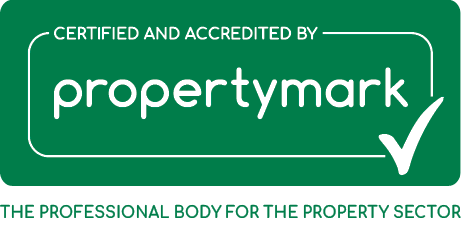 CERTIFIED AND ACCREDITED BY
propertymark
THE PROFESSIONAL BODY FOR THE PROPERTY SECTOR